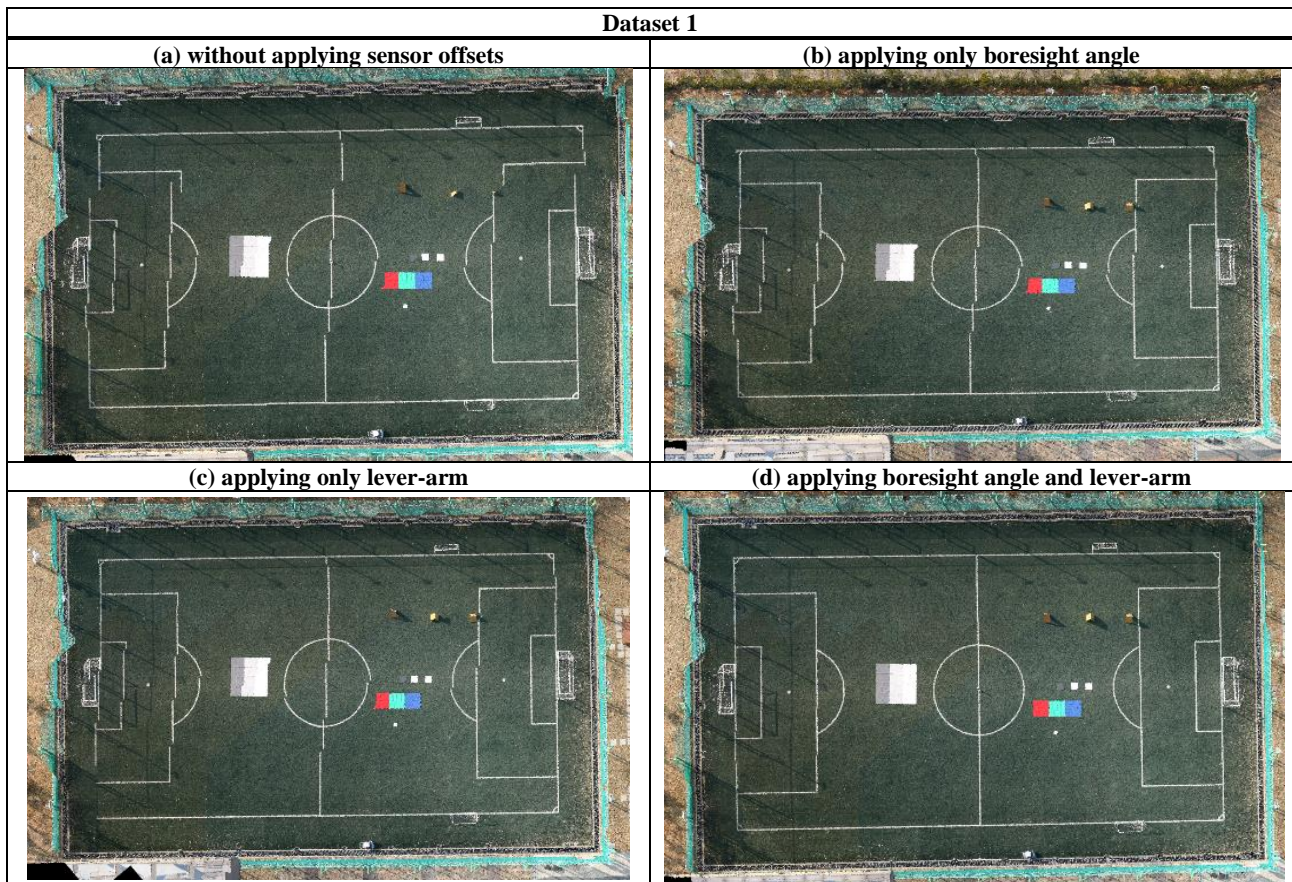 Dataset 1
(a) without applying sensor offsets
(b) applying only boresight angle
(c) applying only lever-arm
(d) applying boresight angle and lever-arm